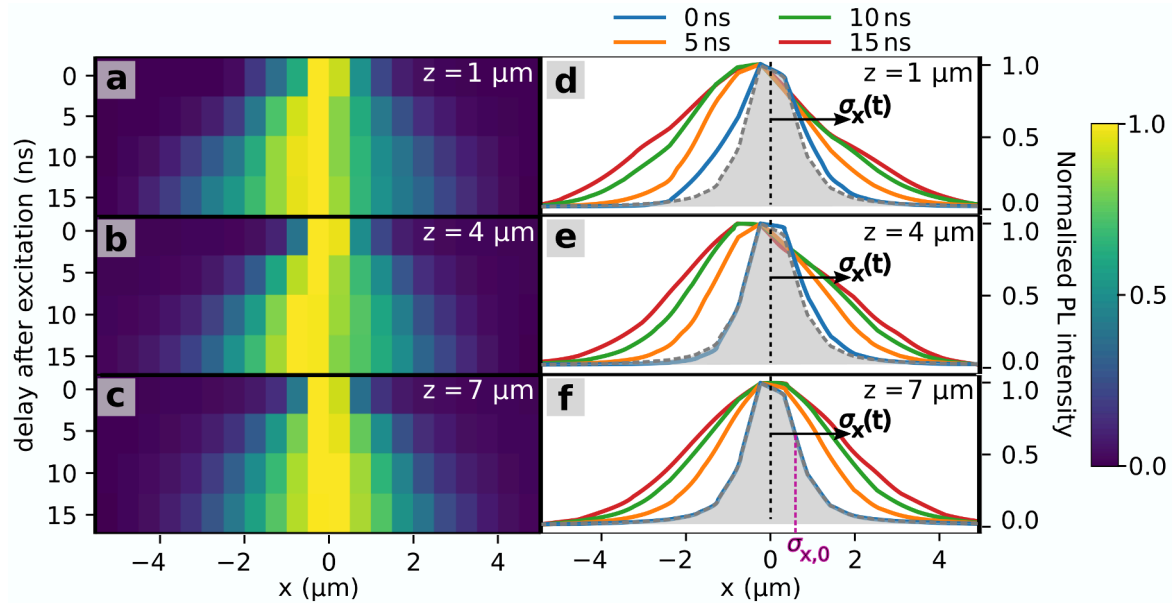 0 ns
10 ns
5 ns
15 ns
a
z = 1 μm
b
z = 4 μm
c
z = 7 μm
0
5
10
15
0
5
10
15
0
5
10
15
delay after excitation (ns)
−4
−2
0
2
4
x (μm)
d
z = 1 μm
σx(t)
1.0
0.5
0.0
e
z = 4 μm
σx(t)
1.0
0.5
0.0
f
z = 7 μm
σx(t)
1.0
0.5
0.0
σx,0
−4
−2
0
2
4
x (μm)
Normalised PL intensity
1.0
0.5
0.0